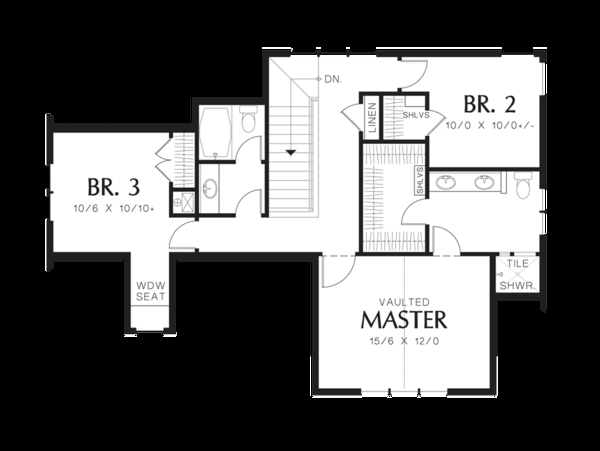 DN.
LINEN
SHLVS
BR. 2
10/0 X 10/0+/-
BR. 3
10/6 X 10/10+
SHLVS
WDW
SEAT
TILE
SHWR.
VAULTED
MASTER
15/6 X 12/0